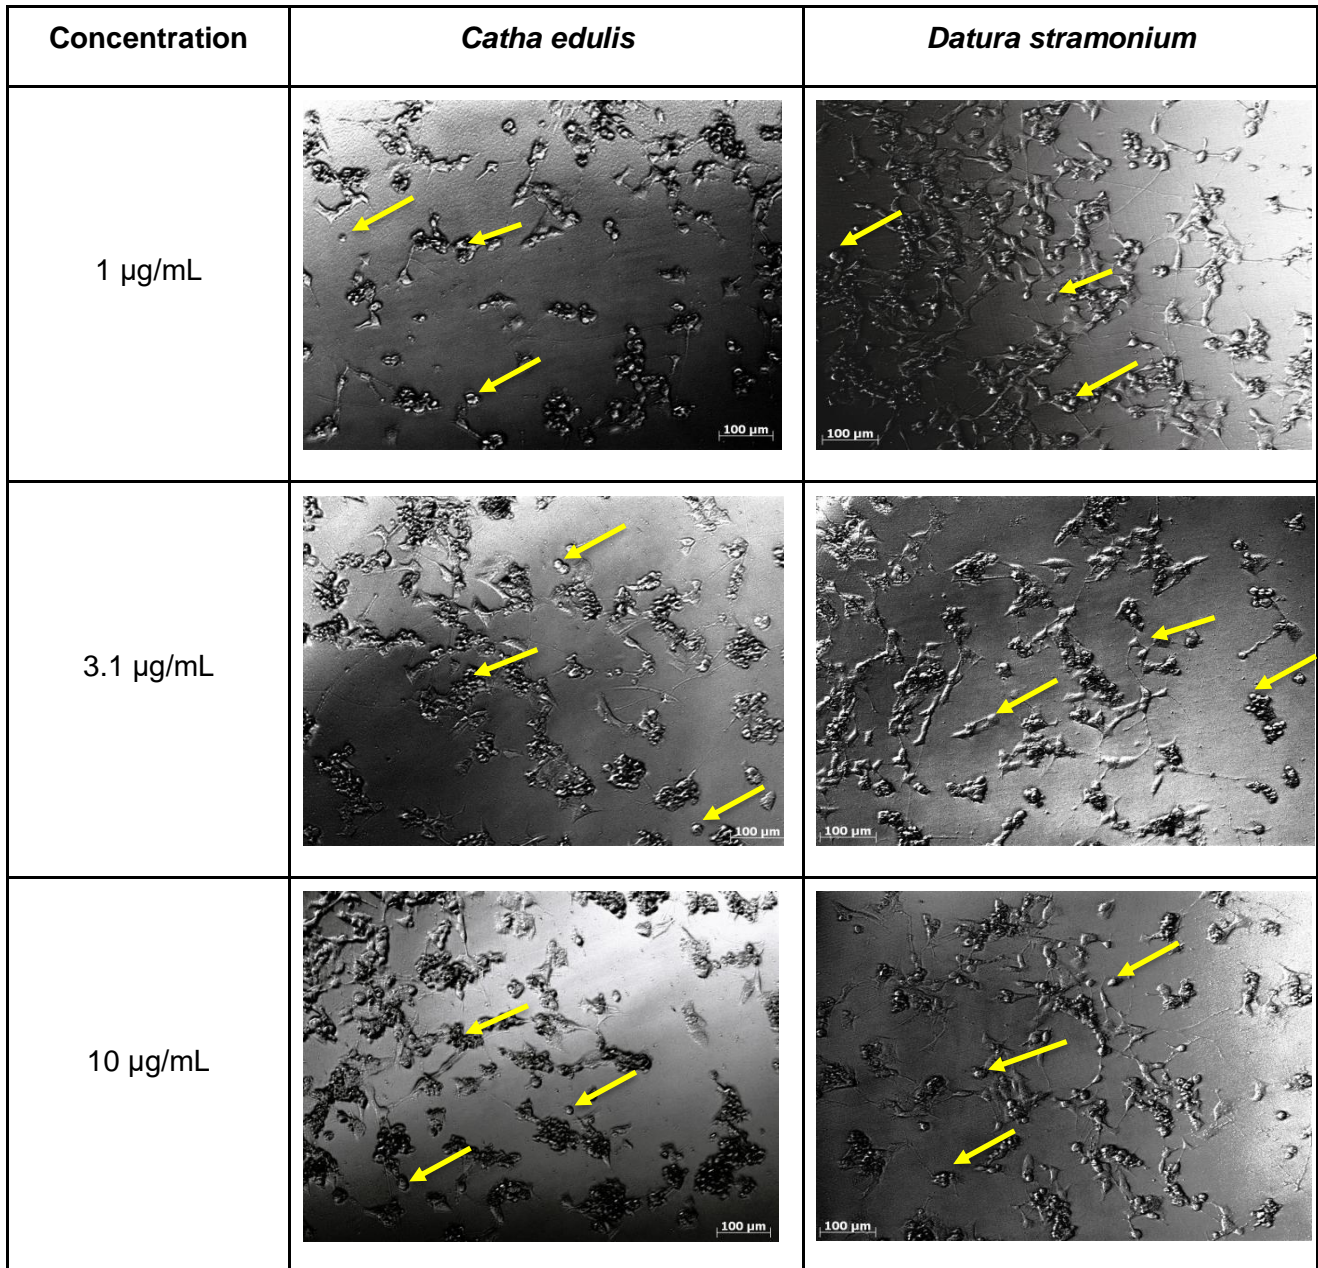 Concentration
Catha edulis
Datura stramonium
1 µg/mL
100 µm
100 µm
3.1 µg/mL
100 µm
100 µm
10 µg/mL
100 µm
100 µm